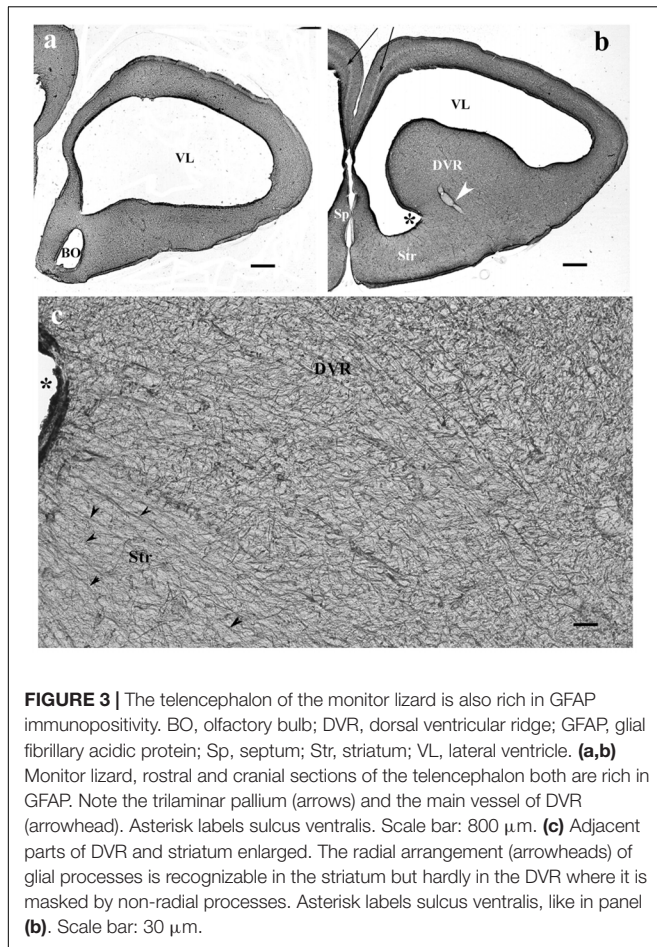 a
b
VL
VL
DVR
Sp
*
BO
Str
c
DVR
*
Str
FIGURE 3 | The telencephalon of the monitor lizard is also rich in GFAP
immunopositivity. BO, olfactory bulb; DVR, dorsal ventricular ridge; GFAP, glial
fibrillary acidic protein; Sp, septum; Str, striatum; VL, lateral ventricle. (a,b)
Monitor lizard, rostral and cranial sections of the telencephalon both are rich in
GFAP. Note the trilaminar pallium (arrows) and the main vessel of DVR
(arrowhead). Asterisk labels sulcus ventralis. Scale bar: 800 μm. (c) Adjacent
parts of DVR and striatum enlarged. The radial arrangement (arrowheads) of
glial processes is recognizable in the striatum but hardly in the DVR where it is
masked by non-radial processes. Asterisk labels sulcus ventralis, like in panel
(b). Scale bar: 30 μm.